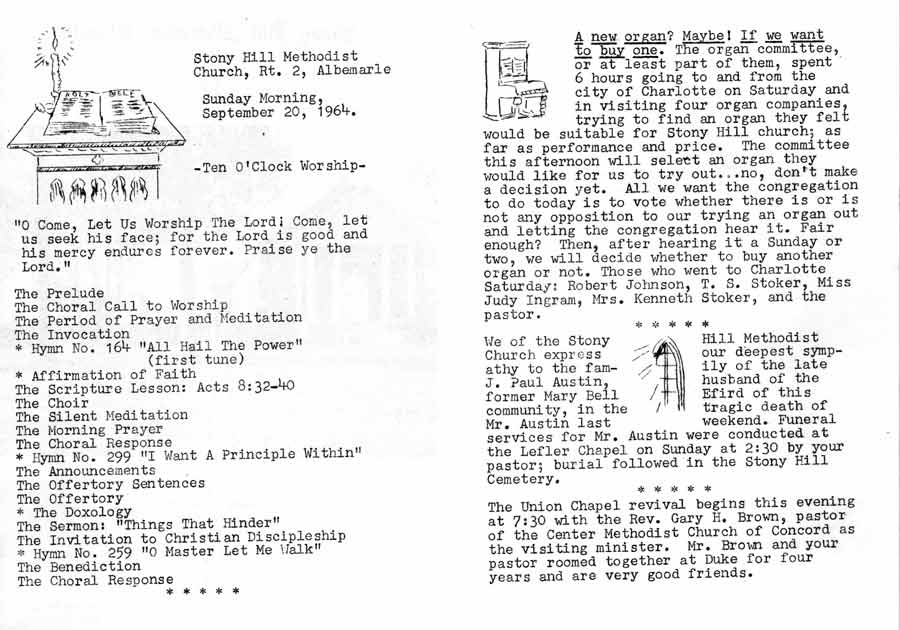 Stony Hill Methodist
Church, Rt. 2, Albemarle
Sunday Morning,
September 20, 1964.
-Ten O'Clock Worship-
HOLY BIBLE
"O Come, Let Us Worship The Lord; Come, let
us seek his face; for the Lord is good and
his mercy endures forever. Praise ye the
Lord."
The Prelude
The Choral Call to Worship
The Period of Prayer and Meditation
The Invocation
* Hymn No. 164 "All Hail The Power"
(first tune)
* Affirmation of Faith
The Scripture Lesson: Acts 8:32-40
The Choir
The Silent Meditation
The Morning Prayer
The Choral Response
* Hymn No. 299 "I Want A Principle Within"
The Announcements
The Offertory Sentences
The Offertory
* The Doxology
The Sermon: "Things That Hinder"
The Invitation to Christian Discipleship
* Hymn No. 259 "O Master Let Me Walk"
The Benediction
The Choral Response
* * * * *
A new organ? Maybe! If we want
to buy one. The organ committee,
or at least part of them, spent
6 hours going to and from the
city of Charlotte on Saturday and
in visiting four organ companies,
trying to find an organ they felt
would be suitable for Stony Hill church; as
far as performance and price. The committee
this afternoon will select an organ they
would like for us to try out...no, don't make
a decision yet. All we want the congregation
to do today is to vote whether there is or is
not any opposition to our trying an organ out
and letting the congregation hear it. Fair
enough? Then, after hearing it a Sunday or
two, we will decide whether to buy another
organ or not. Those who went to Charlotte
Saturday: Robert Johnson, T. S. Stoker, Miss
Judy Ingram, Mrs. Kenneth Stoker, and the
pastor.
* * * * *
We of the Stony Hill Methodist
Church express our deepest symp-
athy to the fam- ily of the late
J. Paul Austin, husband of the
former Mary Bell Efird of this
community, in the tragic death of
Mr. Austin last weekend. Funeral
services for Mr. Austin were conducted at
the Lefler Chapel on Sunday at 2:30 by your
pastor; burial followed in the Stony Hill
Cemetery.
* * * * *
The Union Chapel revival begins this evening
at 7:30 with the Rev. Gary H. Brown, pastor
of the Center Methodist Church of Concord as
the visiting minister. Mr. Brown and your
pastor roomed together at Duke for four
years and are very good friends.